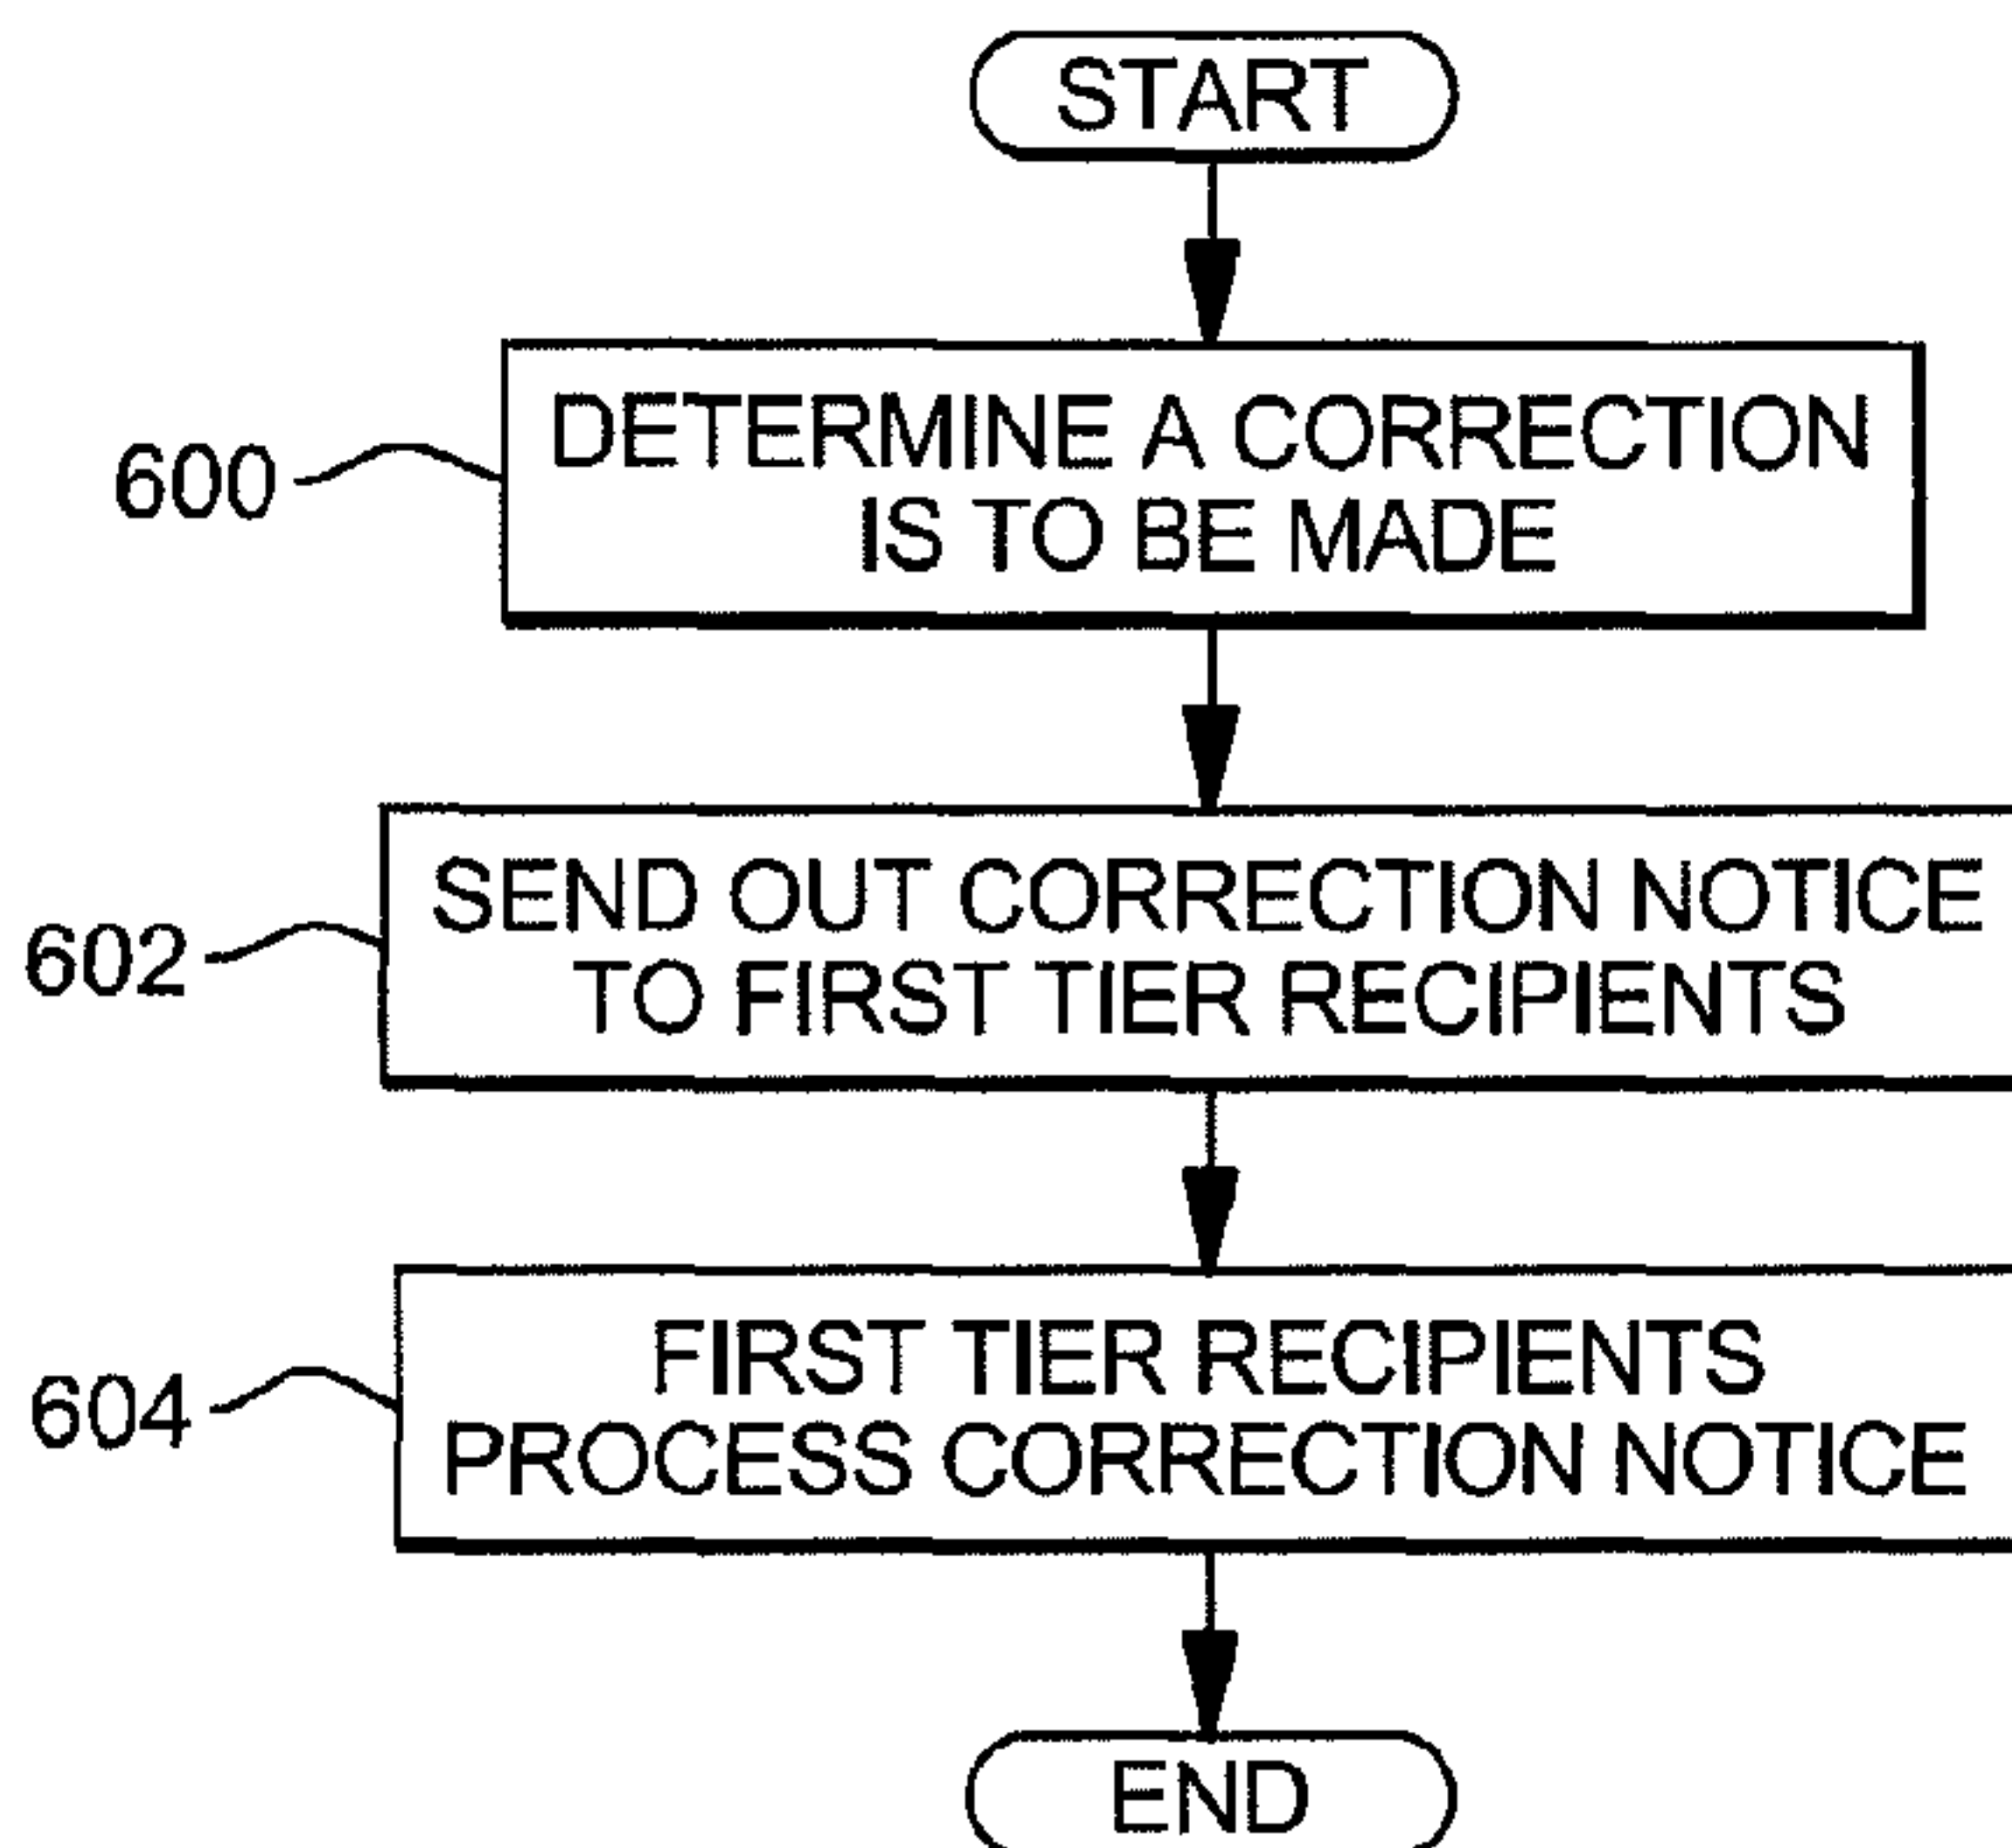 START
600
DETERMINE A CORRECTION
IS TO BE MADE
602
SEND OUT CORRECTION NOTICE
TO FIRST TIER RECIPIENTS
604
FIRST TIER RECIPIENTS
PROCESS CORRECTION NOTICE
END